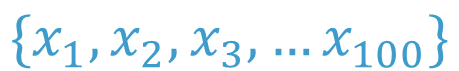 {x₁, x₂, x₃, … x₁₀₀}